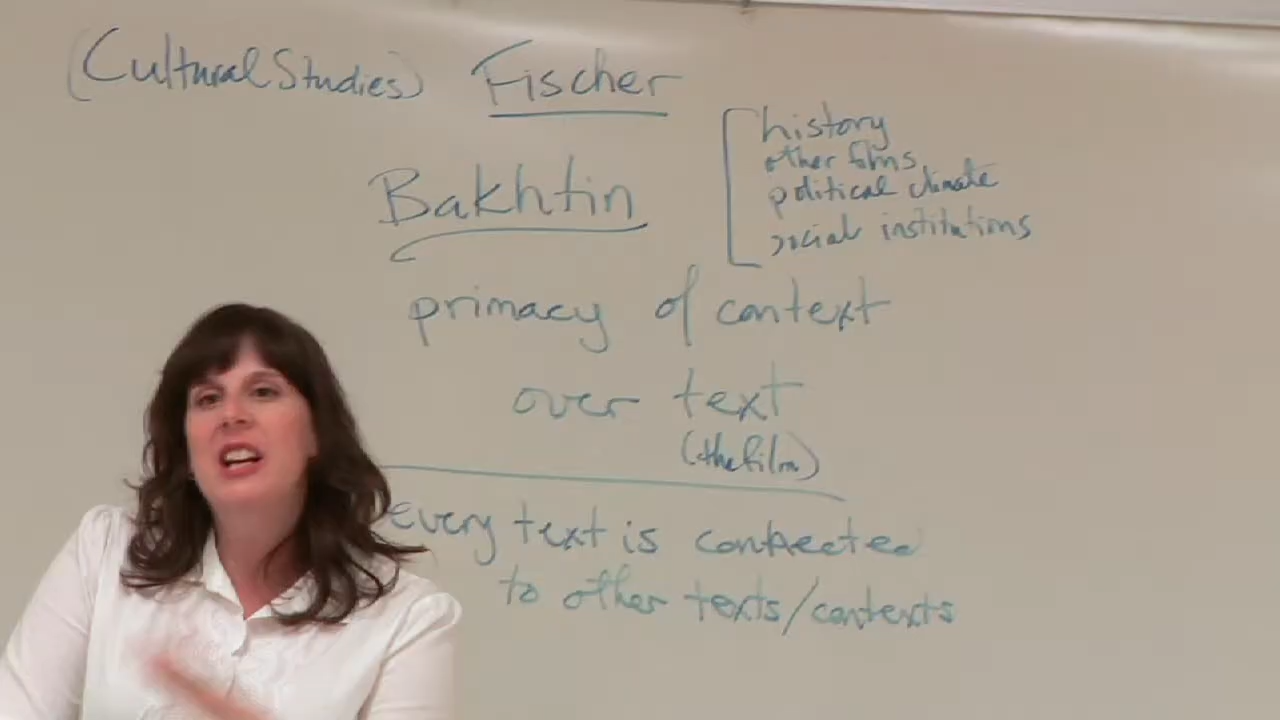 (Cultural Studies) Fischer
history
other films
political climate
social institutions
Bakhtin
primacy of context
over text
(the film)
every text is connected
to other texts/contexts